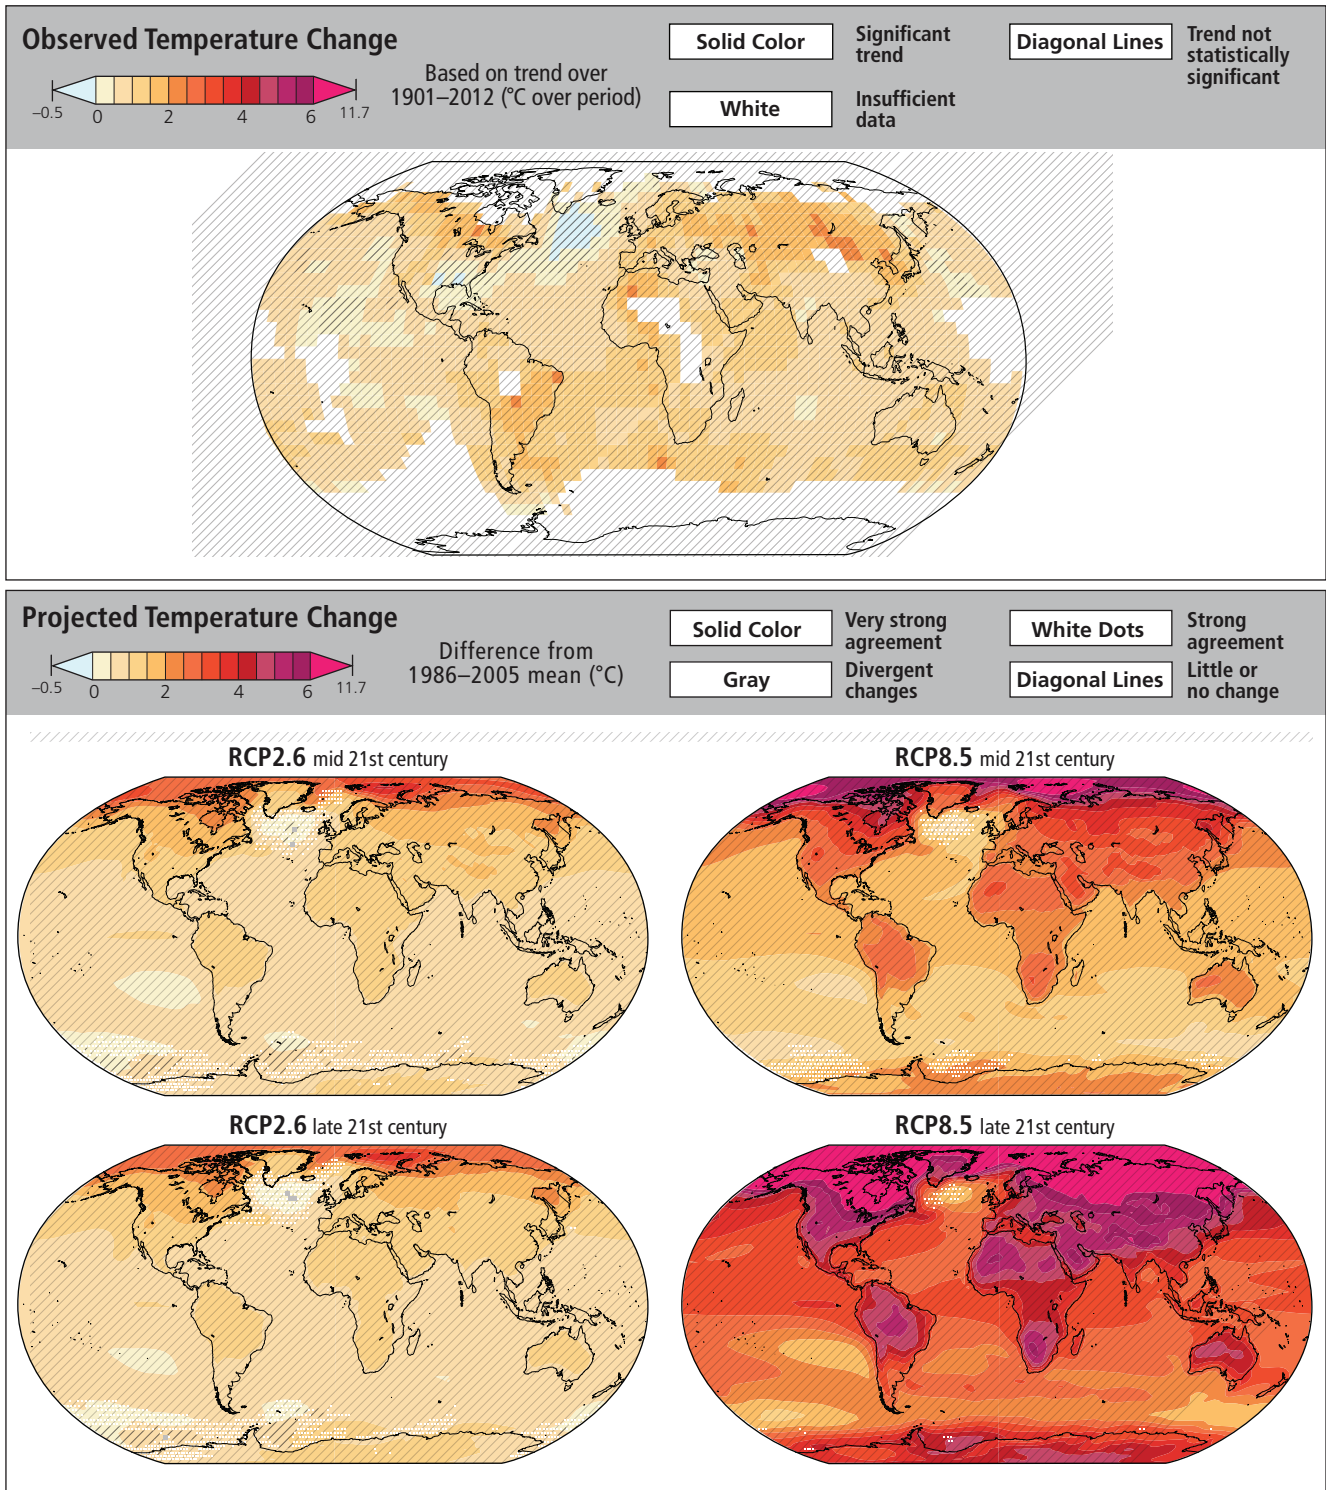 Observed Temperature Change
−0.5 0 2 4 6 11.7
Based on trend over
1901–2012 (°C over period)
Solid Color
Significant
trend
Diagonal Lines
Trend not
statistically
significant
White
Insufficient
data
Projected Temperature Change
−0.5 0 2 4 6 11.7
Difference from
1986–2005 mean (°C)
Solid Color
Very strong
agreement
White Dots
Strong
agreement
Gray
Divergent
changes
Diagonal Lines
Little or
no change
RCP2.6 mid 21st century
RCP8.5 mid 21st century
RCP2.6 late 21st century
RCP8.5 late 21st century